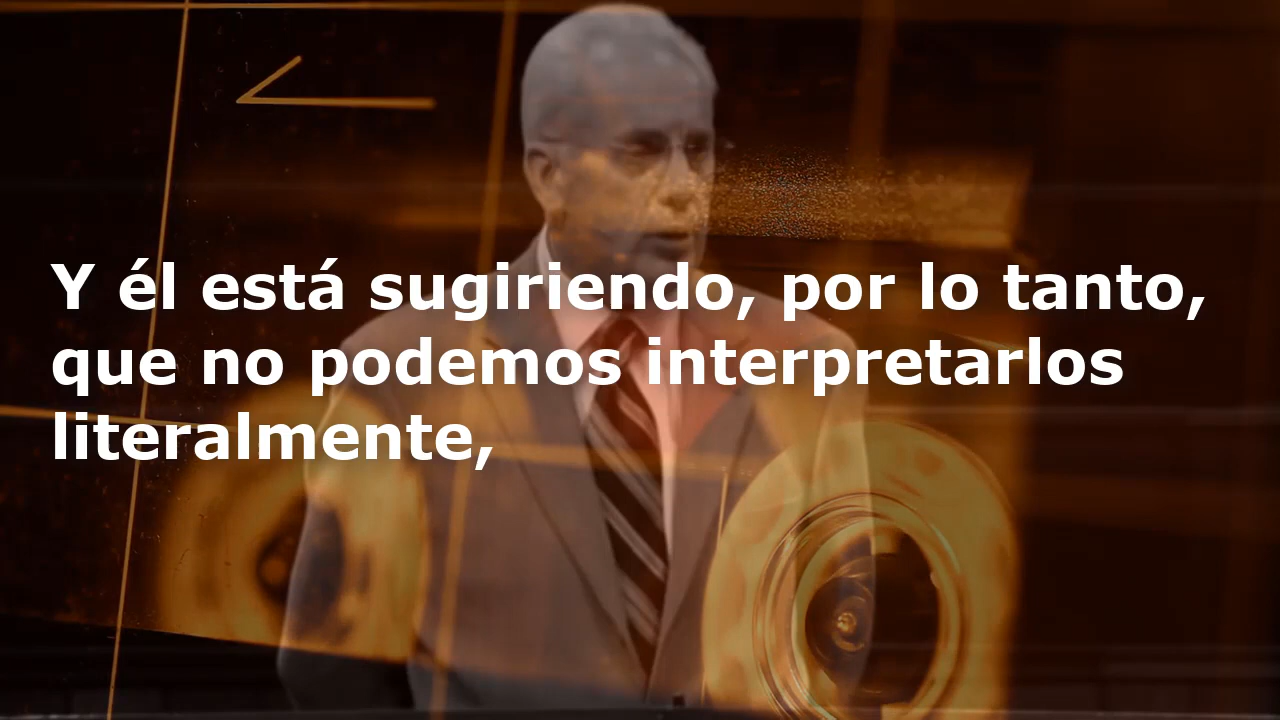 Y él está sugiriendo, por lo tanto,
que no podemos interpretarlos
literalmente,